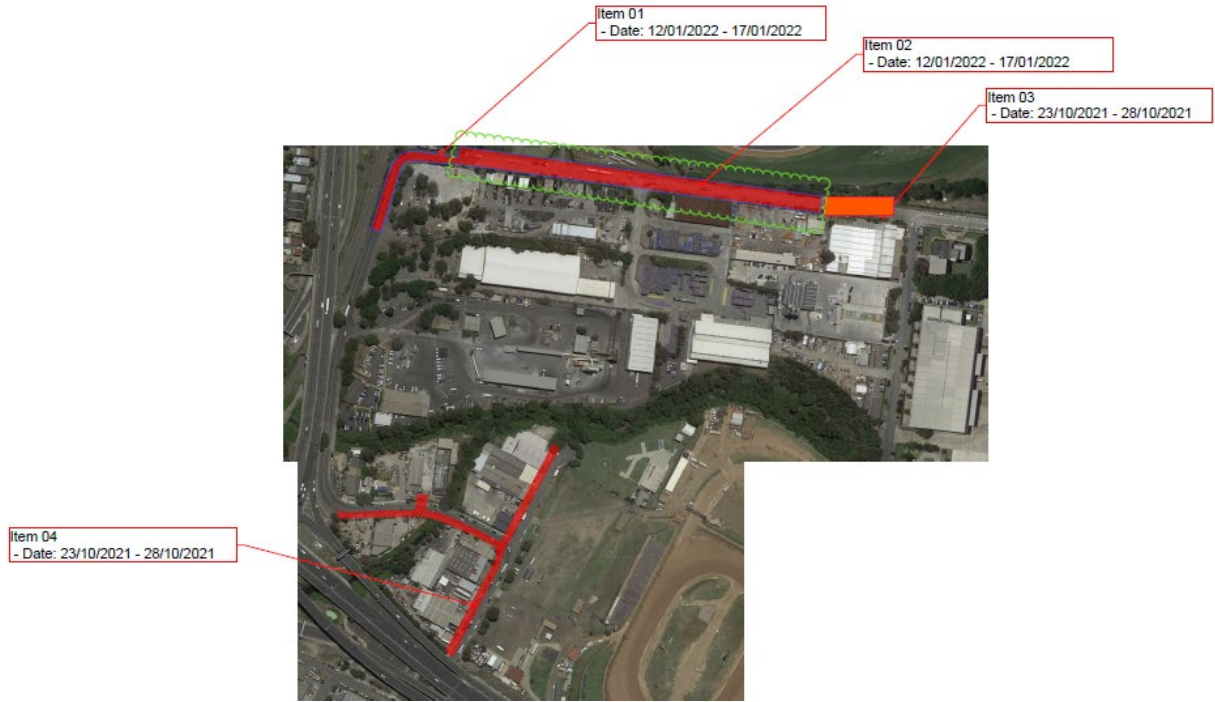 Item 01
- Date: 12/01/2022 - 17/01/2022
Item 02
- Date: 12/01/2022 - 17/01/2022
Item 03
- Date: 23/10/2021 - 28/10/2021
Item 04
- Date: 23/10/2021 - 28/10/2021